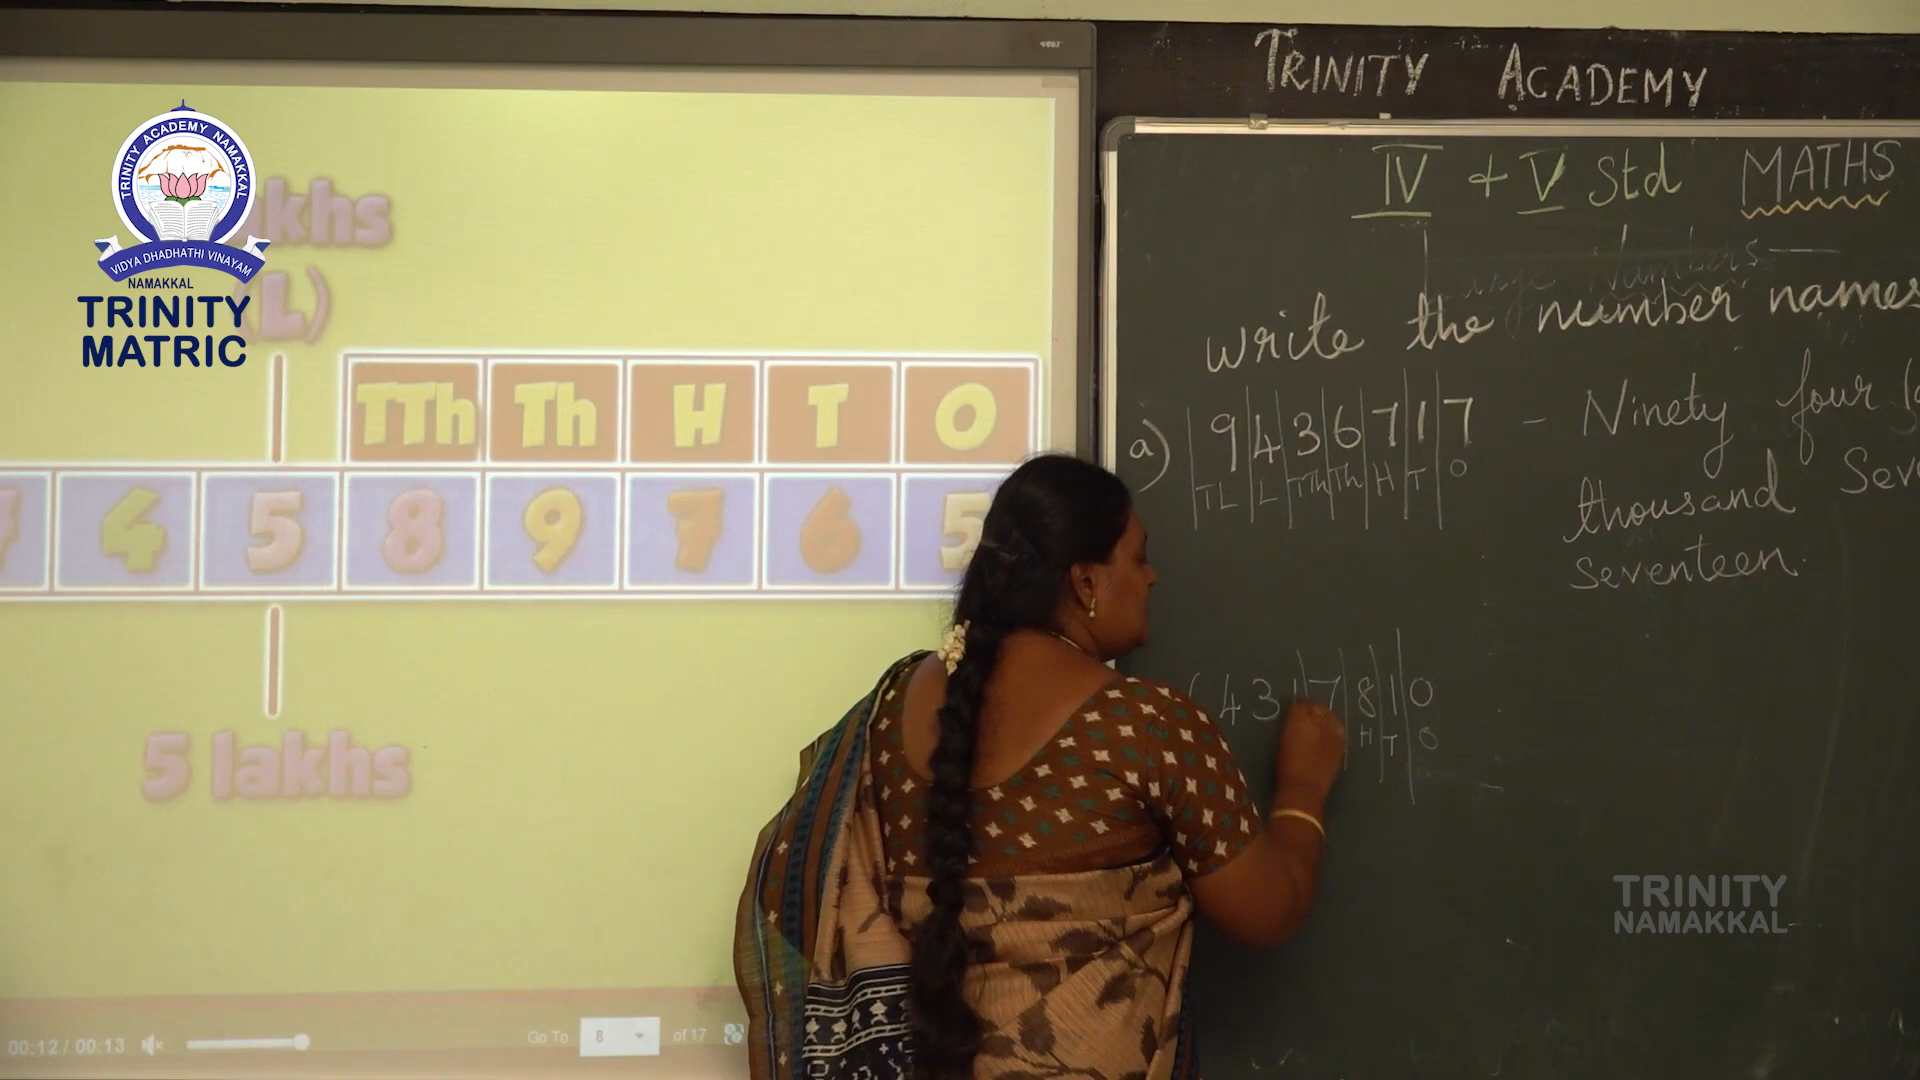 TRINITY ACADEMY NAMAKKAL
VIDYA DHADHATHI VINAYAM
NAMAKKAL
TRINITY
MATRIC
(L)
TTh Th H T O
4 5 8 9 7 6 5
5 lakhs
00:12 / 00:13
Go To 8 of 17
TRINITY ACADEMY
IV + V Std MATHS
Large Numbers
write the number names
a) 9 4 3 6 7 1 7 - Ninety four
TL L TTh Th H T O
thousand
seventeen.
4 3 1 7 8 1 0
H T O
TRINITY
NAMAKKAL